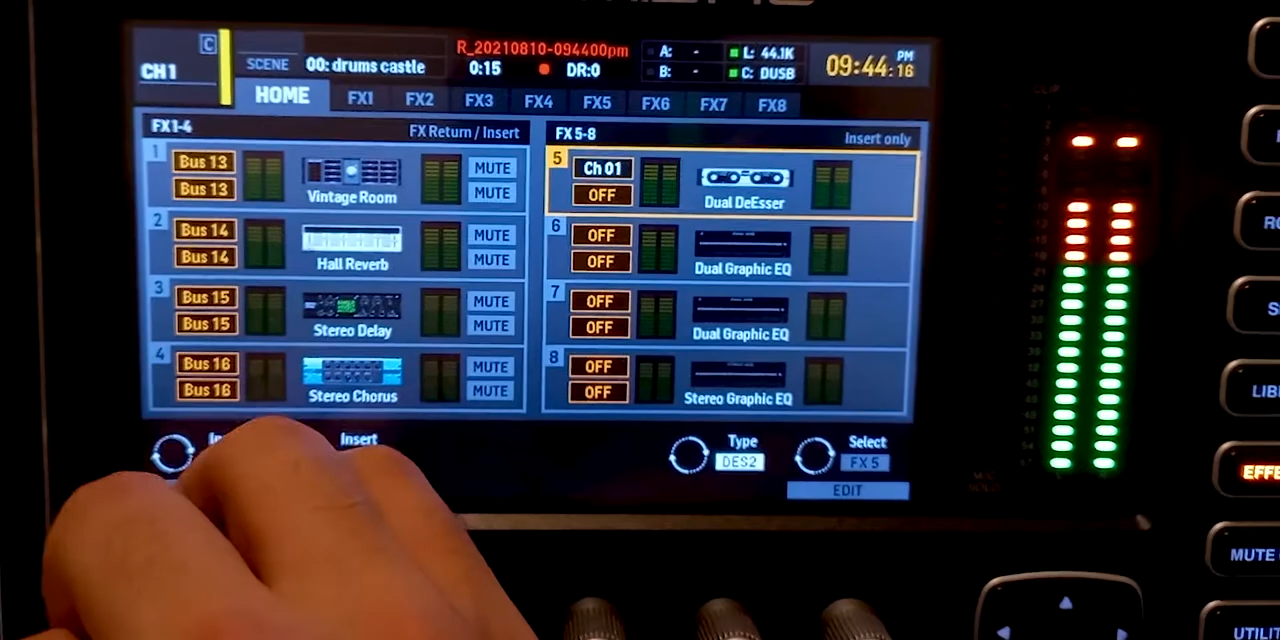 C
CH1
SCENE
00: drums castle
R_20210810-094400pm
0:15
DR:0
A: -
B: -
L: 44.1K
C: DUSB
09:44:16 PM
HOME FX1 FX2 FX3 FX4 FX5 FX6 FX7 FX8
FX1-4
FX Return / Insert
1
Bus 13
Bus 13
Vintage Room
MUTE
MUTE
2
Bus 14
Bus 14
Hall Reverb
MUTE
MUTE
3
Bus 15
Bus 15
Stereo Delay
MUTE
MUTE
4
Bus 16
Bus 16
Stereo Chorus
MUTE
MUTE
FX5-8
Insert only
5
Ch 01
OFF
Dual DeEsser
6
OFF
OFF
Dual Graphic EQ
7
OFF
OFF
Dual Graphic EQ
8
OFF
OFF
Stereo Graphic EQ
Insert
Type
DES2
Select
FX 5
EDIT
MUTE